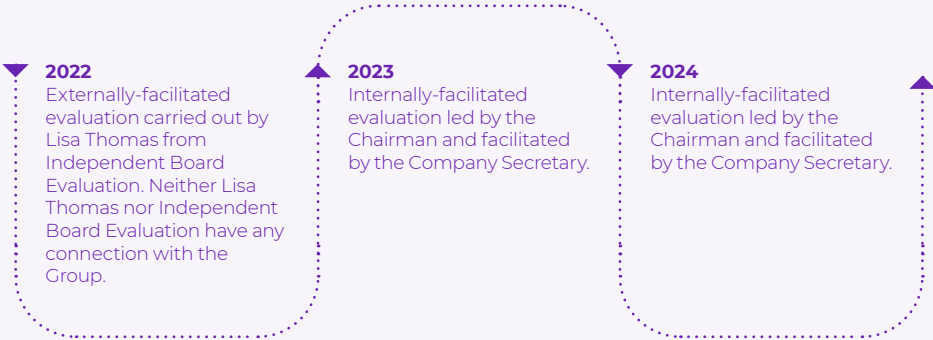 2022
Externally-facilitated
evaluation carried out by
Lisa Thomas from
Independent Board
Evaluation. Neither Lisa
Thomas nor Independent
Board Evaluation have any
connection with the
Group.
2023
Internally-facilitated
evaluation led by the
Chairman and facilitated
by the Company Secretary.
2024
Internally-facilitated
evaluation led by the
Chairman and facilitated
by the Company Secretary.